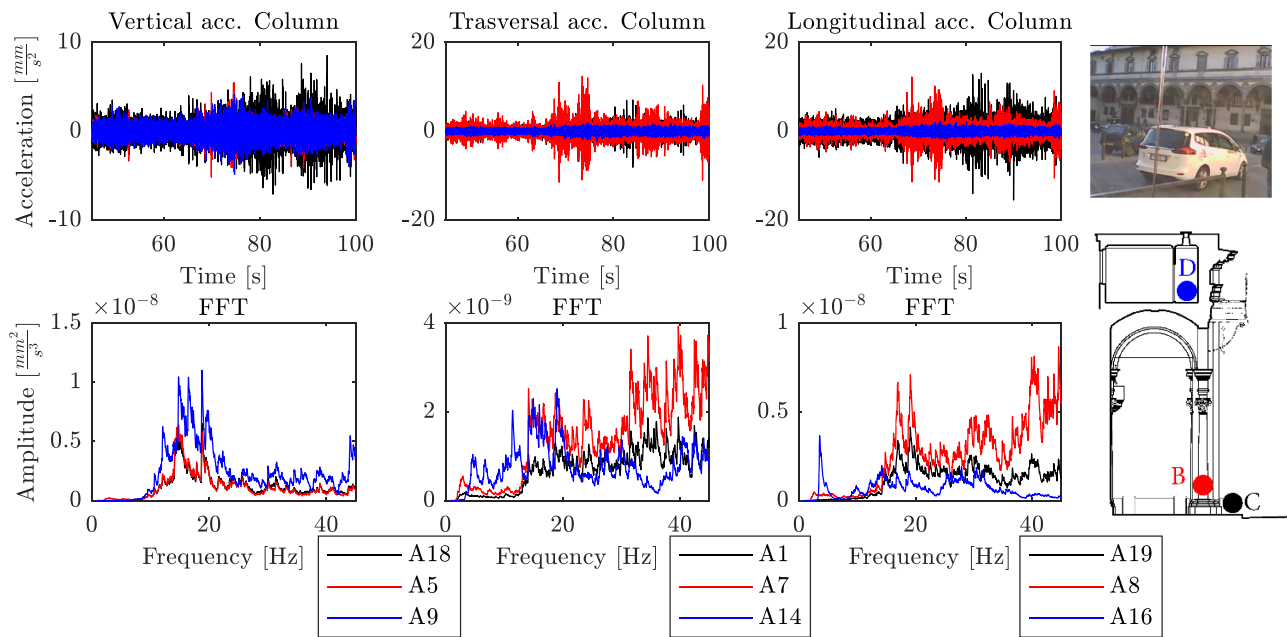 Vertical acc. Column
Trasversal acc. Column
Longitudinal acc. Column
Acceleration [mm/s²]
10
0
-10
60
80
100
Time [s]
20
0
-20
60
80
100
Time [s]
20
0
-20
60
80
100
Time [s]
×10⁻⁸
FFT
Amplitude [mm²/s³]
1.5
1
0.5
0
0
20
40
Frequency [Hz]
×10⁻⁹
FFT
4
2
0
0
20
40
Frequency [Hz]
×10⁻⁸
FFT
1
0.5
0
0
20
40
Frequency [Hz]
D
B
C
A18
A5
A9
A1
A7
A14
A19
A8
A16